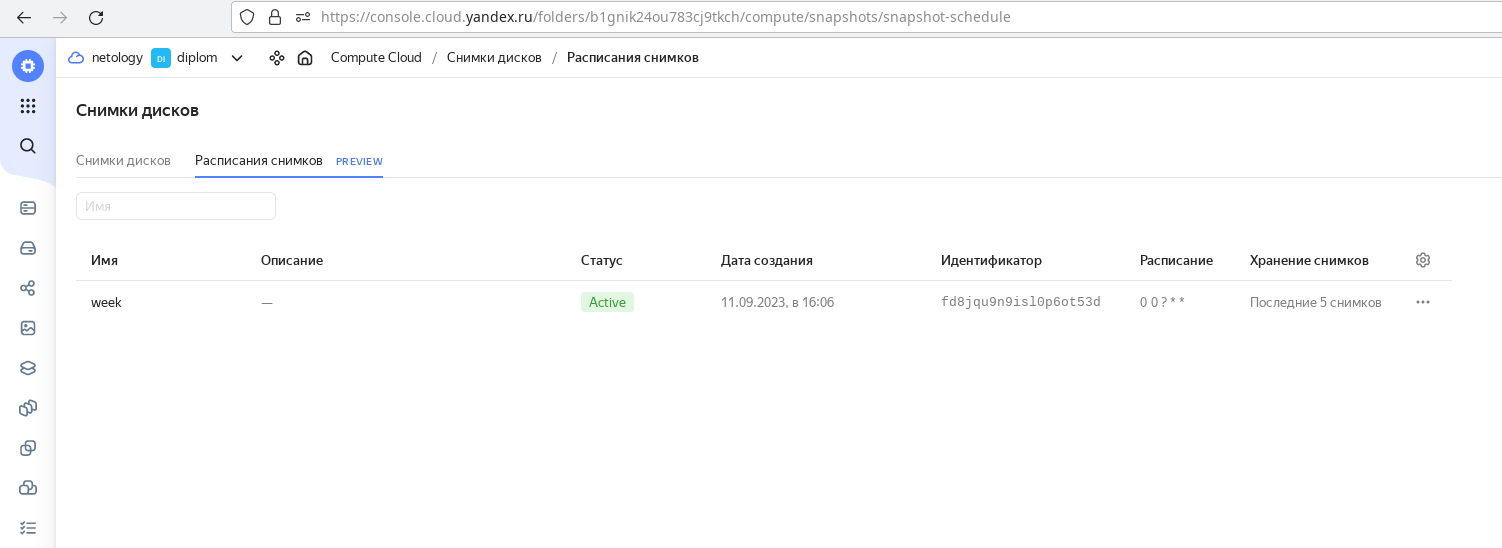 https://console.cloud.yandex.ru/folders/b1gnik24ou783cj9tkch/compute/snapshots/snapshot-schedule
netology DI diplom Compute Cloud / Снимки дисков / Расписания снимков
Снимки дисков
Снимки дисков Расписания снимков PREVIEW
Имя
Имя Описание Статус Дата создания Идентификатор Расписание Хранение снимков
week — Active 11.09.2023, в 16:06 fd8jqu9n9isl0p6ot53d 0 0 ? * * Последние 5 снимков